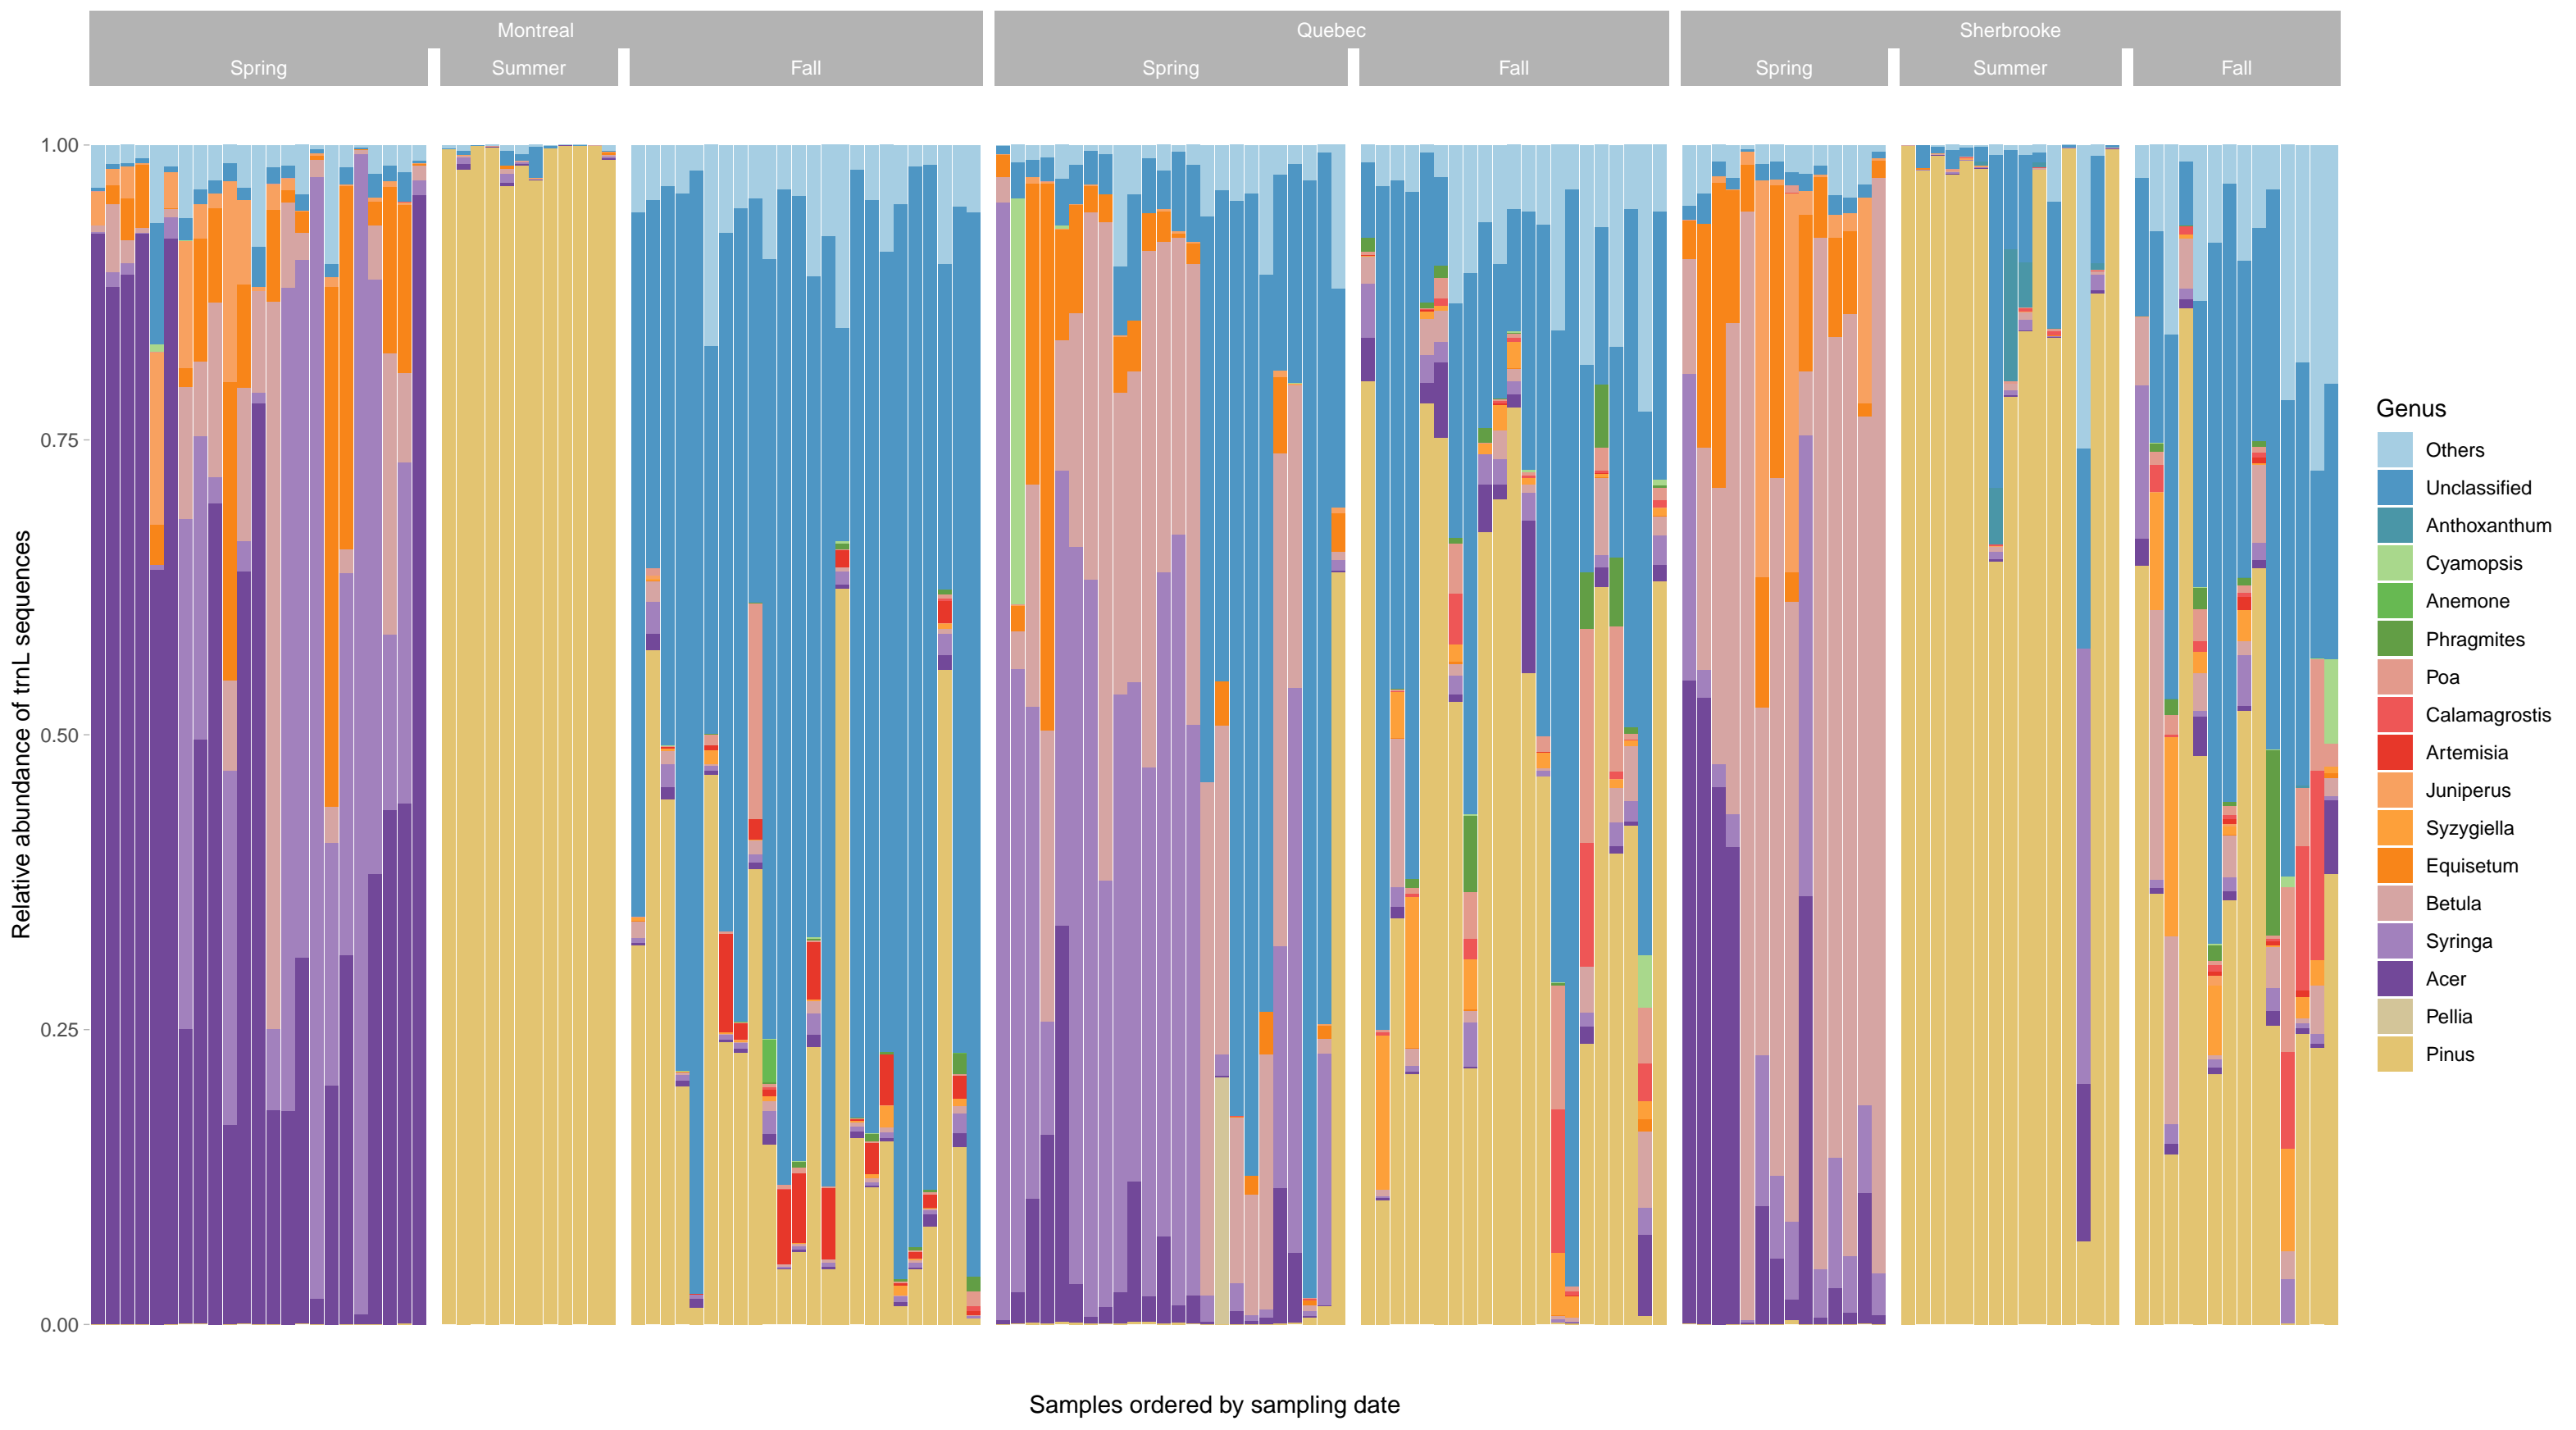 Montreal Quebec Sherbrooke
Spring Summer Fall Spring Fall Spring Summer Fall
Relative abundance of trnL sequences
1.00
0.75
0.50
0.25
0.00
Samples ordered by sampling date
Genus
Others
Unclassified
Anthoxanthum
Cyamopsis
Anemone
Phragmites
Poa
Calamagrostis
Artemisia
Juniperus
Syzygiella
Equisetum
Betula
Syringa
Acer
Pellia
Pinus